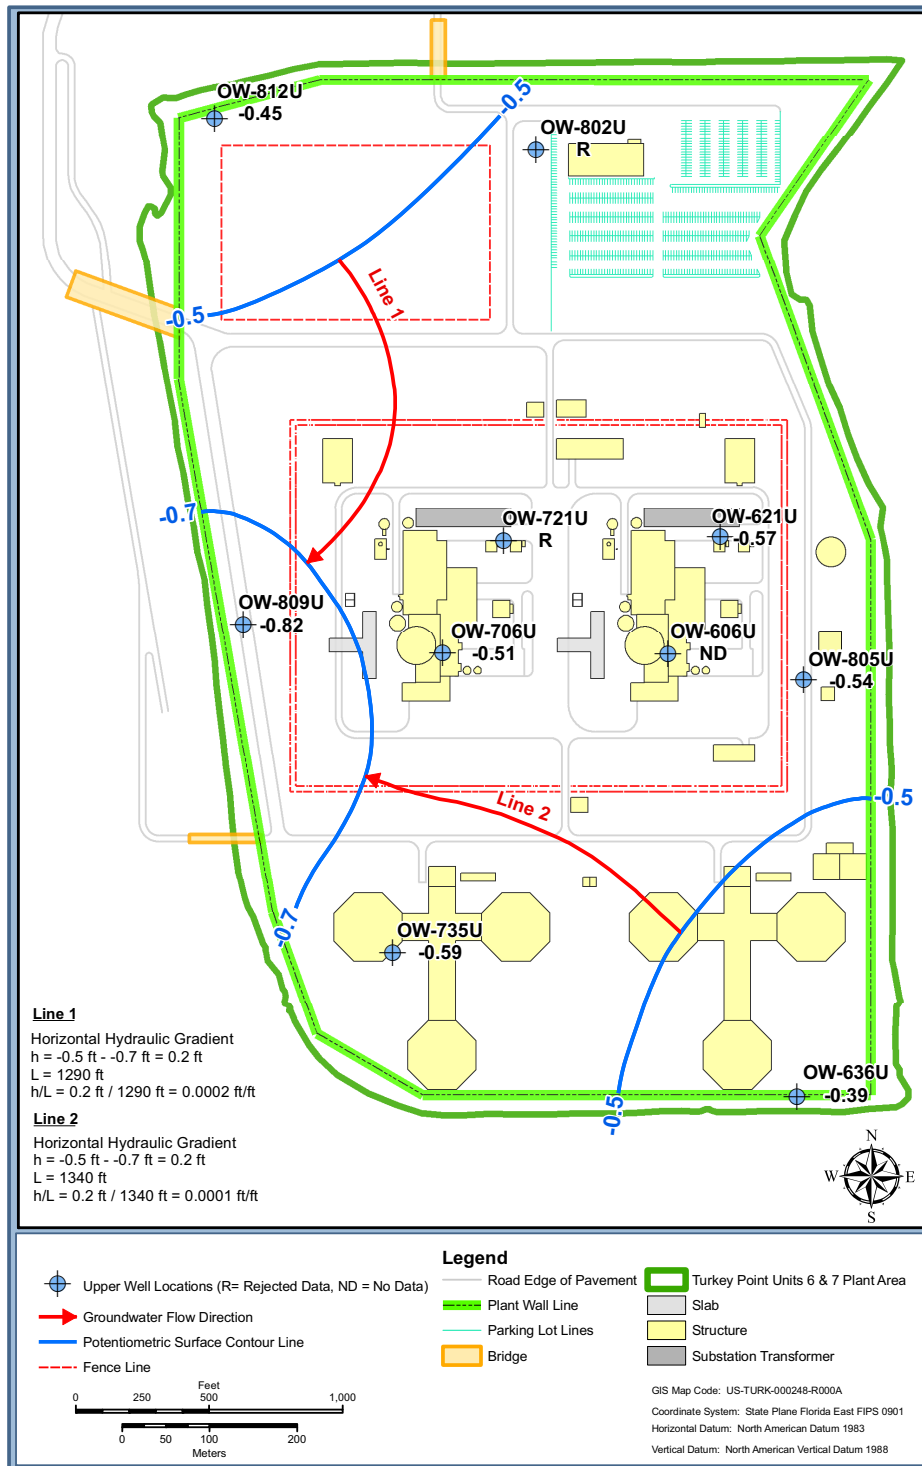 OW-812U
-0.45
-0.5
OW-802U
R
Line 1
-0.5
-0.7
OW-721U
R
OW-621U
-0.57
OW-809U
-0.82
OW-706U
-0.51
OW-606U
ND
OW-805U
-0.54
-0.5
Line 2
-0.7
OW-735U
-0.59
OW-636U
-0.39
-0.5
Line 1
Horizontal Hydraulic Gradient
h = -0.5 ft - -0.7 ft = 0.2 ft
L = 1290 ft
h/L = 0.2 ft / 1290 ft = 0.0002 ft/ft
Line 2
Horizontal Hydraulic Gradient
h = -0.5 ft - -0.7 ft = 0.2 ft
L = 1340 ft
h/L = 0.2 ft / 1340 ft = 0.0001 ft/ft
N
W E
S
Legend
Upper Well Locations (R= Rejected Data, ND = No Data)
Groundwater Flow Direction
Potentiometric Surface Contour Line
Fence Line
Road Edge of Pavement
Plant Wall Line
Parking Lot Lines
Bridge
Turkey Point Units 6 & 7 Plant Area
Slab
Structure
Substation Transformer
Feet
0 250 500 1,000
0 50 100 200
Meters
GIS Map Code: US-TURK-000248-R000A
Coordinate System: State Plane Florida East FIPS 0901
Horizontal Datum: North American Datum 1983
Vertical Datum: North American Vertical Datum 1988